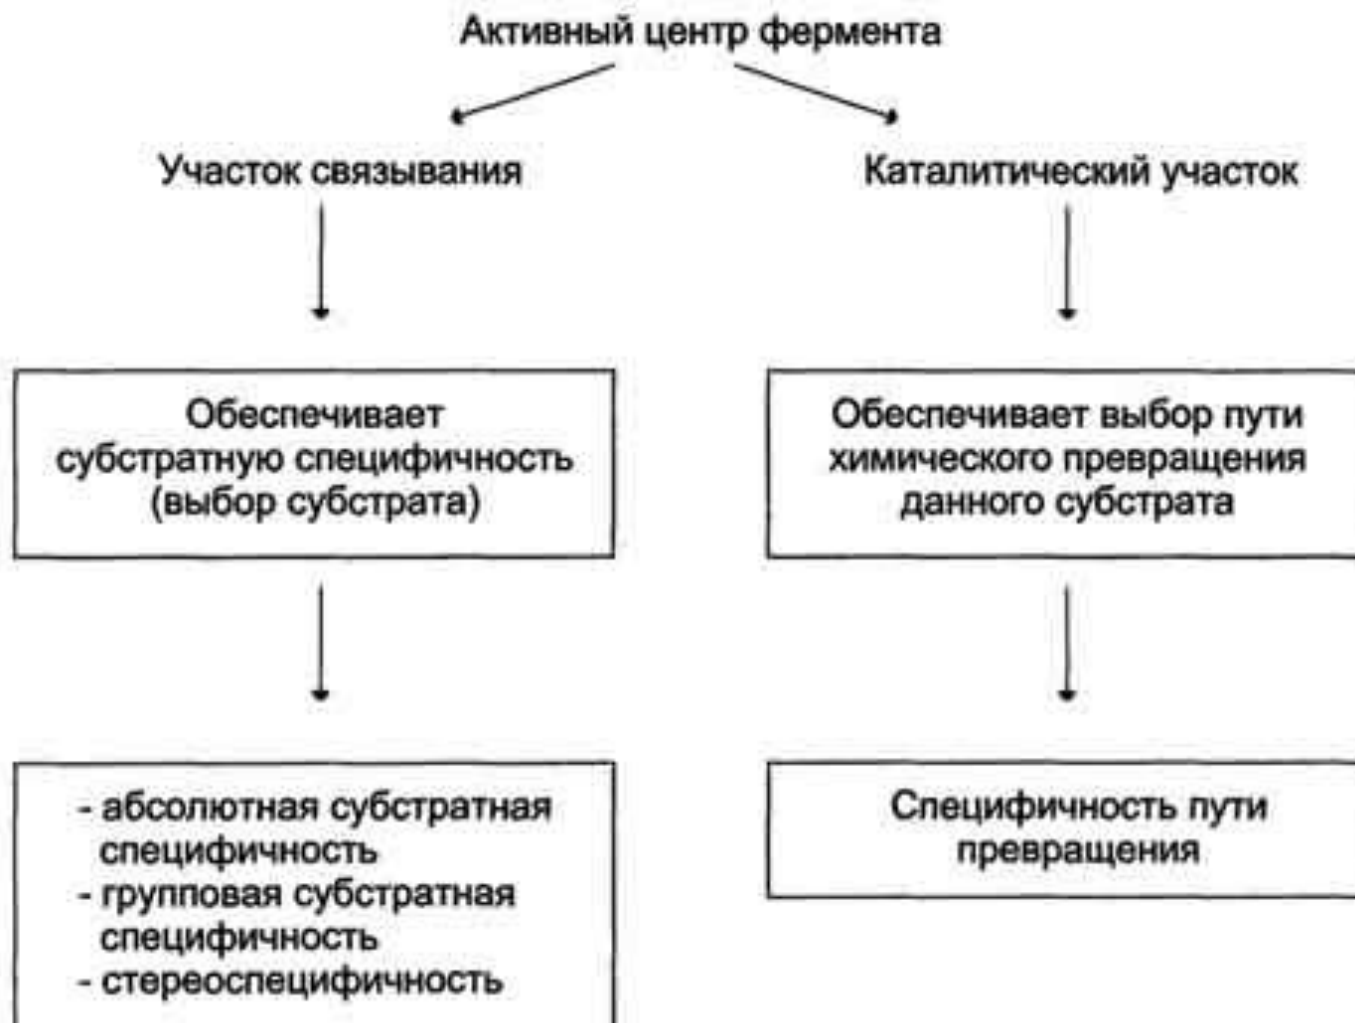 Активный центр фермента
Участок связывания
Каталитический участок
Обеспечивает
субстратную специфичность
(выбор субстрата)
Обеспечивает выбор пути
химического превращения
данного субстрата
- абсолютная субстратная
специфичность
- групповая субстратная
специфичность
- стереоспецифичность
Специфичность пути
превращения